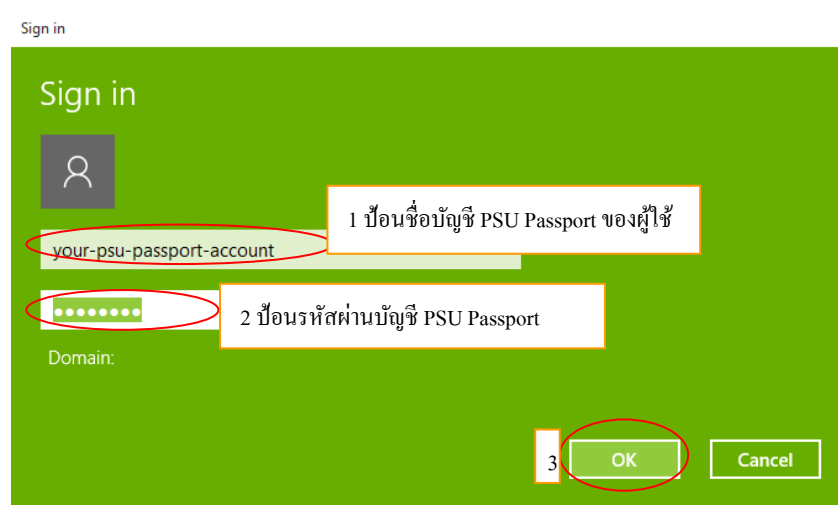 Sign in
Sign in
1 ป้อนชื่อบัญชี PSU Passport ของผู้ใช้
your-psu-passport-account
●●●●●●●●
2 ป้อนรหัสผ่านบัญชี PSU Passport
Domain:
3
OK
Cancel